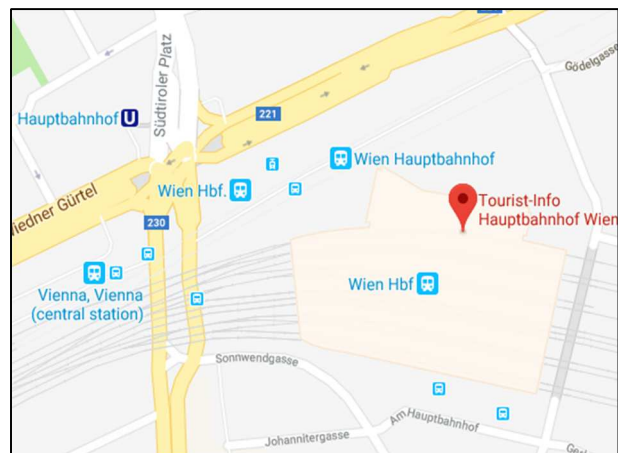 Südtiroler Platz
Gödelgasse
Hauptbahnhof U
221
Wien Hauptbahnhof
Wien Hbf.
Tourist-Info
Hauptbahnhof Wien
iedner Gürtel
230
Wien Hbf
Vienna, Vienna
(central station)
Sonnwendgasse
Am Hauptbahnhof
Johannitergasse